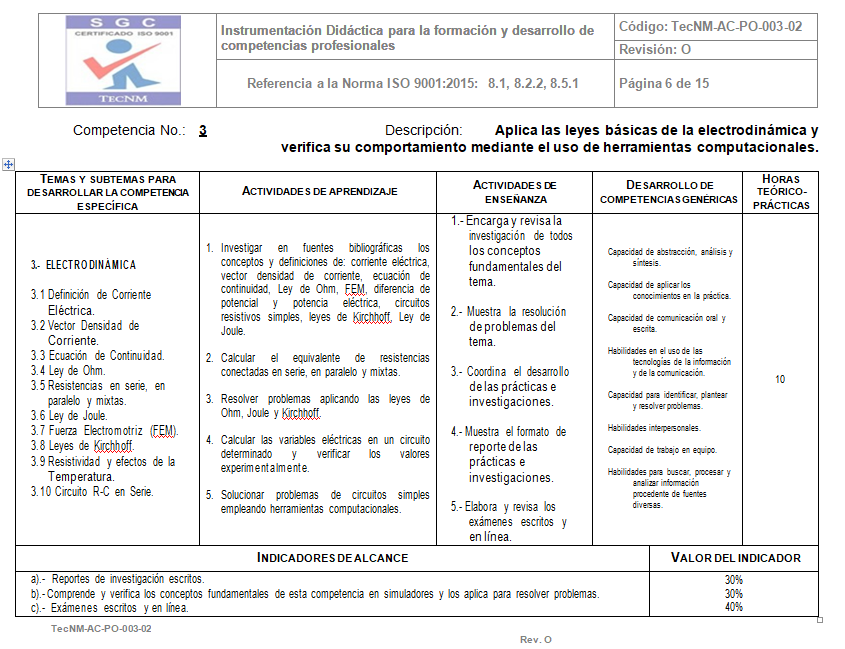 S G C
CERTIFICADO ISO 9001
TECNM
Instrumentación Didáctica para la formación y desarrollo de
competencias profesionales
Código: TecNM-AC-PO-003-02
Revisión: O
Referencia a la Norma ISO 9001:2015: 8.1, 8.2.2, 8.5.1
Página 6 de 15
Competencia No.: 3
Descripción: Aplica las leyes básicas de la electrodinámica y
verifica su comportamiento mediante el uso de herramientas computacionales.
TEMAS Y SUBTEMAS PARA
DESARROLLAR LA COMPETENCIA
ESPECÍFICA
ACTIVIDADES DE APRENDIZAJE
ACTIVIDADES DE
ENSEÑANZA
DESARROLLO DE
COMPETENCIAS GENÉRICAS
HORAS
TEÓRICO-
PRÁCTICAS
3.- ELECTRODINÁMICA
3.1 Definición de Corriente
Eléctrica.
3.2 Vector Densidad de
Corriente.
3.3 Ecuación de Continuidad.
3.4 Ley de Ohm.
3.5 Resistencias en serie, en
paralelo y mixtas.
3.6 Ley de Joule.
3.7 Fuerza Electromotriz (FEM).
3.8 Leyes de Kirchhoff.
3.9 Resistividad y efectos de la
Temperatura.
3.10 Circuito R-C en Serie.
1. Investigar en fuentes bibliográficas los
conceptos y definiciones de: corriente eléctrica,
vector densidad de corriente, ecuación de
continuidad, Ley de Ohm, FEM, diferencia de
potencial y potencia eléctrica, circuitos
resistivos simples, leyes de Kirchhoff, Ley de
Joule.
2. Calcular el equivalente de resistencias
conectadas en serie, en paralelo y mixtas.
3. Resolver problemas aplicando las leyes de
Ohm, Joule y Kirchhoff.
4. Calcular las variables eléctricas en un circuito
determinado y verificar los valores
experimentalmente.
5. Solucionar problemas de circuitos simples
empleando herramientas computacionales.
1.- Encarga y revisa la
investigación de todos
los conceptos
fundamentales del
tema.
2.- Muestra la resolución
de problemas del
tema.
3.- Coordina el desarrollo
de las prácticas e
investigaciones.
4.- Muestra el formato de
reporte de las
prácticas e
investigaciones.
5.- Elabora y revisa los
exámenes escritos y
en línea.
Capacidad de abstracción, análisis y
síntesis.
Capacidad de aplicar los
conocimientos en la práctica.
Capacidad de comunicación oral y
escrita.
Habilidades en el uso de las
tecnologías de la información
y de la comunicación.
Capacidad para identificar, plantear
y resolver problemas.
Habilidades interpersonales.
Capacidad de trabajo en equipo.
Habilidades para buscar, procesar y
analizar información
procedente de fuentes
diversas.
10
INDICADORES DE ALCANCE
VALOR DEL INDICADOR
a).- Reportes de investigación escritos.
30%
b).- Comprende y verifica los conceptos fundamentales de esta competencia en simuladores y los aplica para resolver problemas.
30%
c).- Exámenes escritos y en línea.
40%
TecNM-AC-PO-003-02
Rev. O